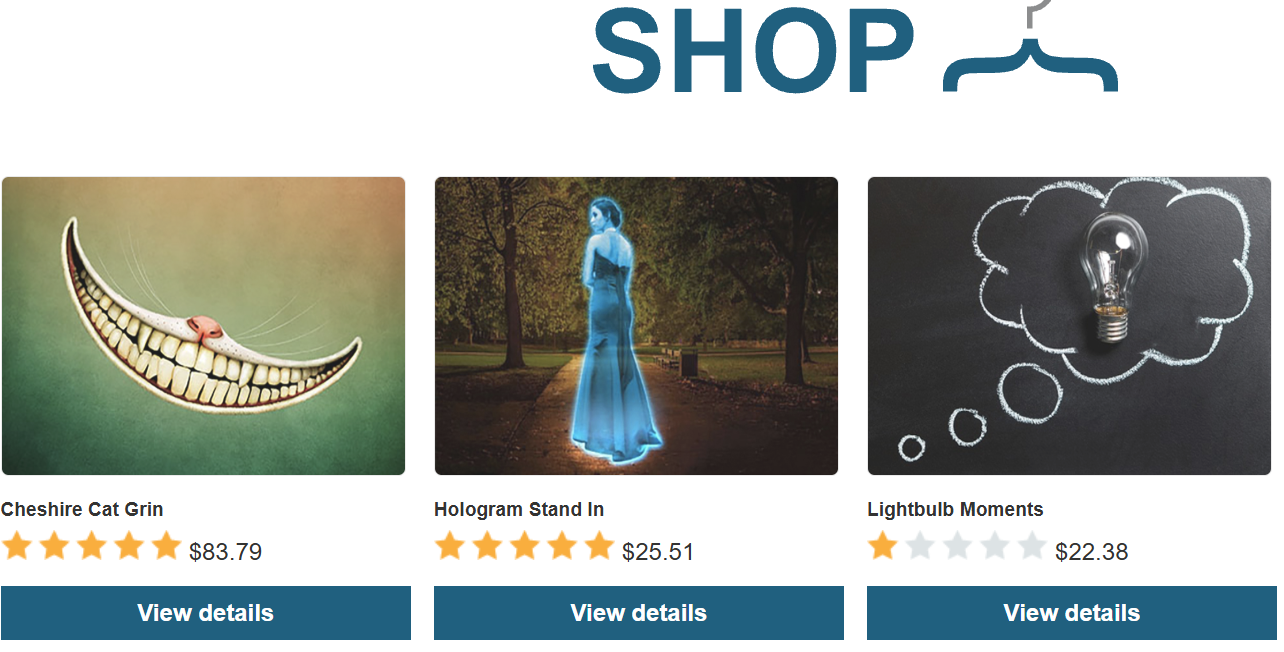 SHOP
Cheshire Cat Grin
$83.79
View details
Hologram Stand In
$25.51
View details
Lightbulb Moments
$22.38
View details